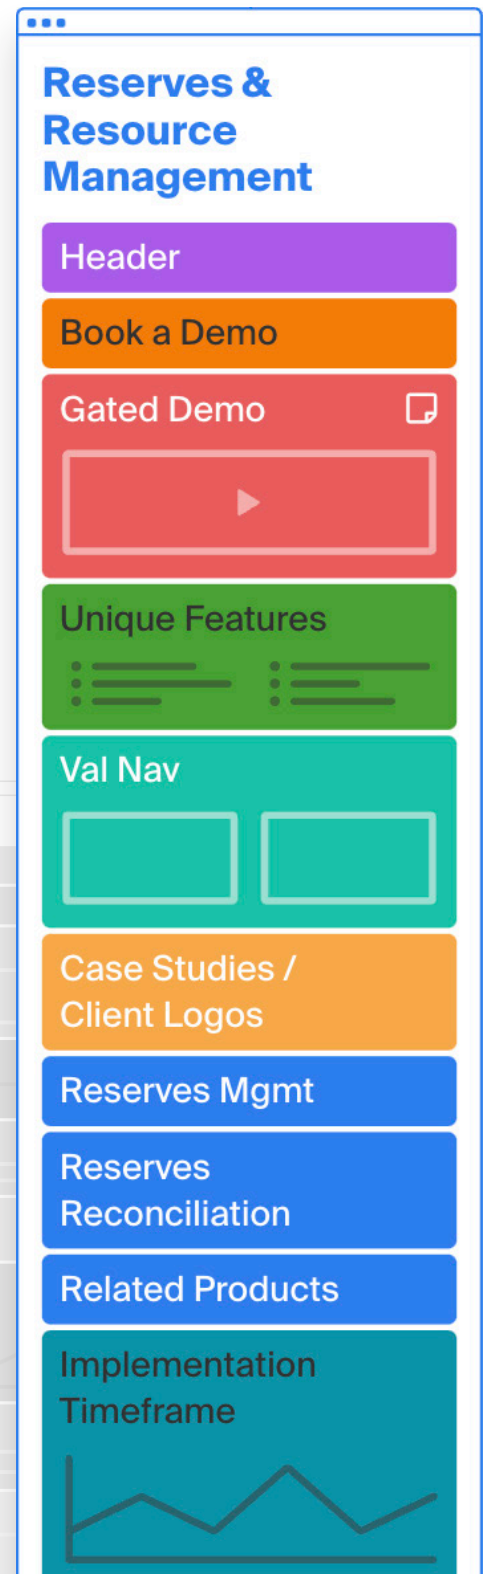 Reserves &
Resource
Management
Header
Book a Demo
Gated Demo
Unique Features
Val Nav
Case Studies /
Client Logos
Reserves Mgmt
Reserves
Reconciliation
Related Products
Implementation
Timeframe